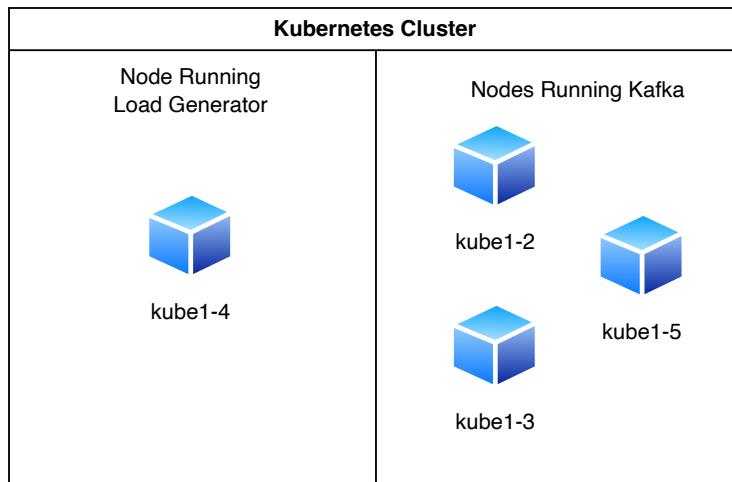 Kubernetes Cluster
Node Running
Load Generator
kube1-4
Nodes Running Kafka
kube1-2
kube1-5
kube1-3